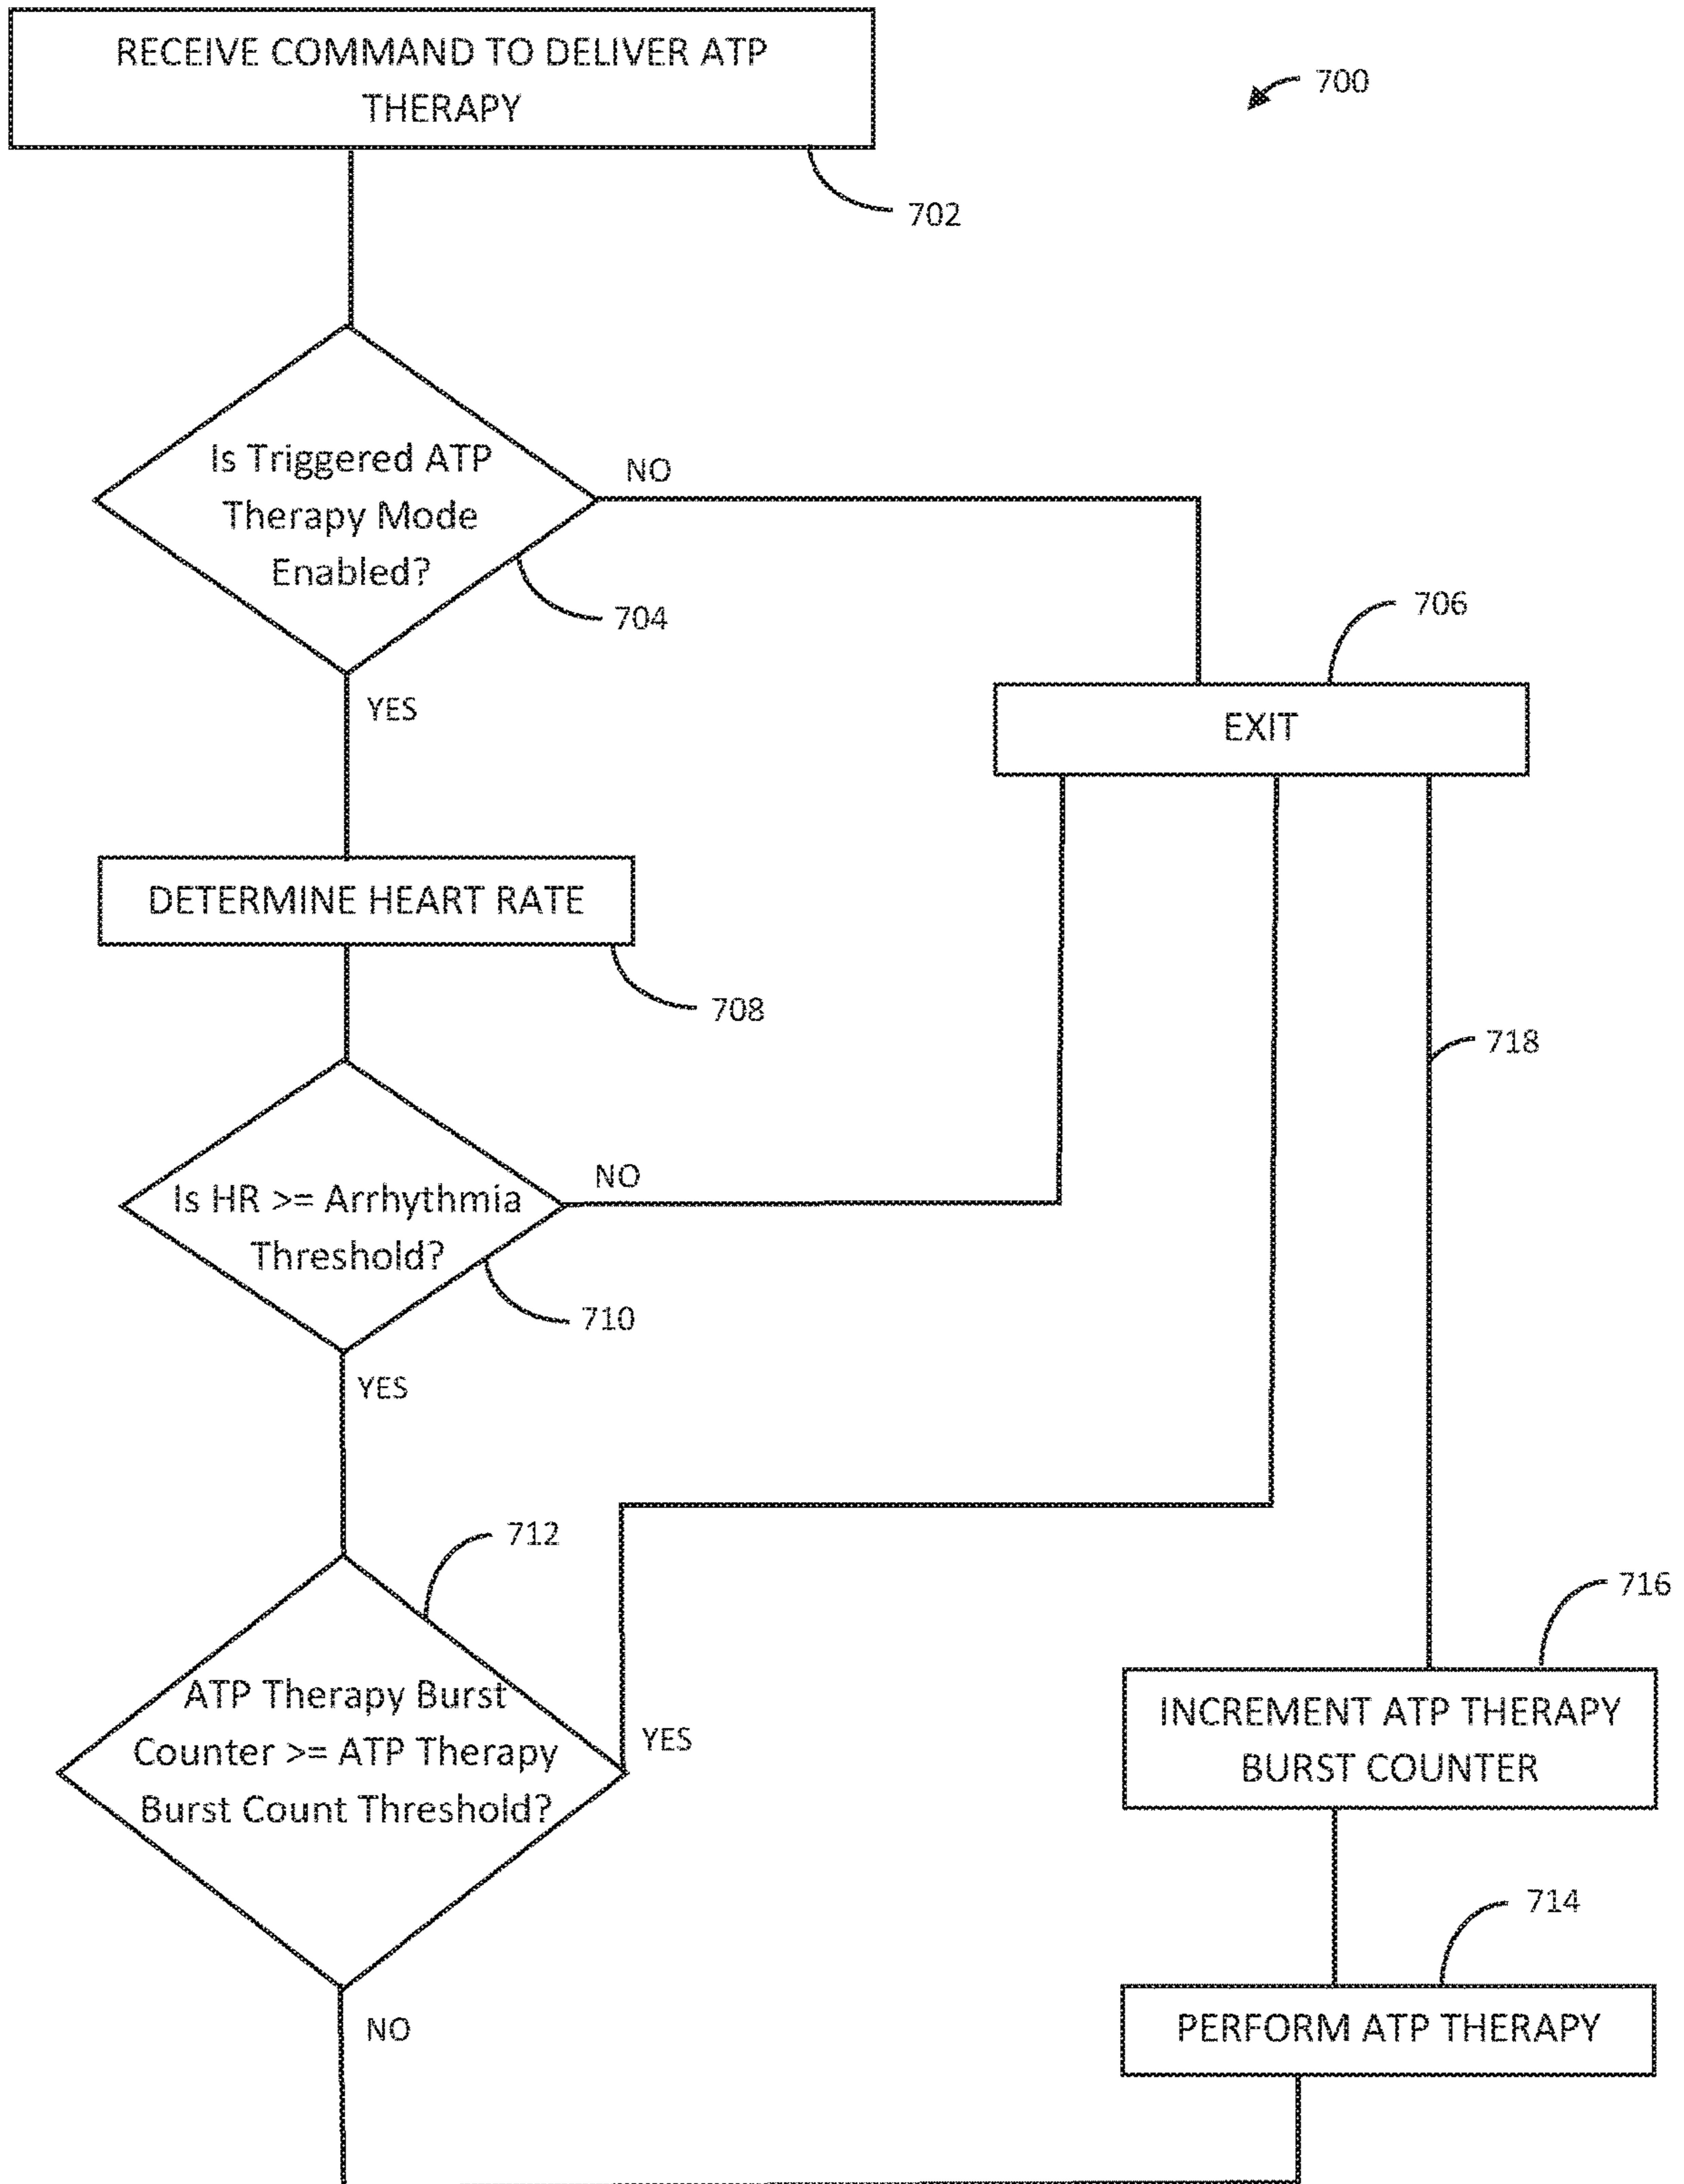 RECEIVE COMMAND TO DELIVER ATP
THERAPY
700
702
Is Triggered ATP
Therapy Mode
Enabled?
NO
704
706
YES
EXIT
DETERMINE HEART RATE
708
718
Is HR >= Arrhythmia
Threshold?
NO
710
YES
712
716
ATP Therapy Burst
Counter >= ATP Therapy
Burst Count Threshold?
YES
INCREMENT ATP THERAPY
BURST COUNTER
714
NO
PERFORM ATP THERAPY